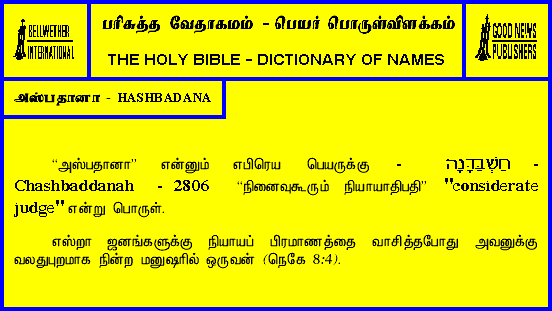 BELLWETHER
INTERNATIONAL
பரிசுத்த வேதாகமம் - பெயர் பொருள்விளக்கம்
THE HOLY BIBLE - DICTIONARY OF NAMES
GOOD NEWS
PUBLISHERS
அஸ்பதானா - HASHBADANA
“அஸ்பதானா” என்னும் எபிரெய பெயருக்கு - חַשְׁבַּדָּנָה -
Chashbaddanah - 2806 “நினைவுகூரும் நியாயாதிபதி” "considerate
judge" என்று பொருள்.
எஸ்றா ஜனங்களுக்கு நியாயப் பிரமாணத்தை வாசித்தபோது அவனுக்கு
வலதுபுறமாக நின்ற மனுஷரில் ஒருவன் (நெகே 8:4).